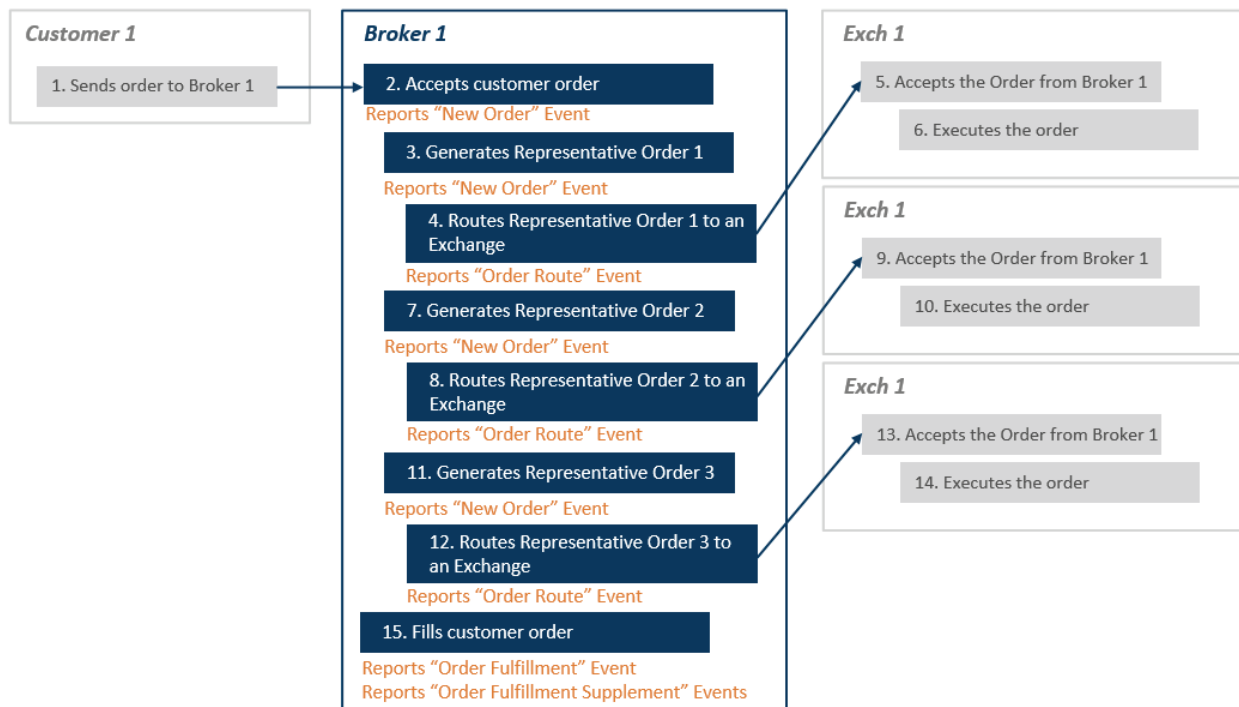 Customer 1
1. Sends order to Broker 1
Broker 1
2. Accepts customer order
Reports “New Order” Event
3. Generates Representative Order 1
Reports “New Order” Event
4. Routes Representative Order 1 to an
Exchange
Reports “Order Route” Event
Exch 1
5. Accepts the Order from Broker 1
6. Executes the order
7. Generates Representative Order 2
Reports “New Order” Event
8. Routes Representative Order 2 to an
Exchange
Reports “Order Route” Event
Exch 1
9. Accepts the Order from Broker 1
10. Executes the order
11. Generates Representative Order 3
Reports “New Order” Event
12. Routes Representative Order 3 to
an Exchange
Reports “Order Route” Event
Exch 1
13. Accepts the Order from Broker 1
14. Executes the order
15. Fills customer order
Reports “Order Fulfillment” Event
Reports “Order Fulfillment Supplement” Events